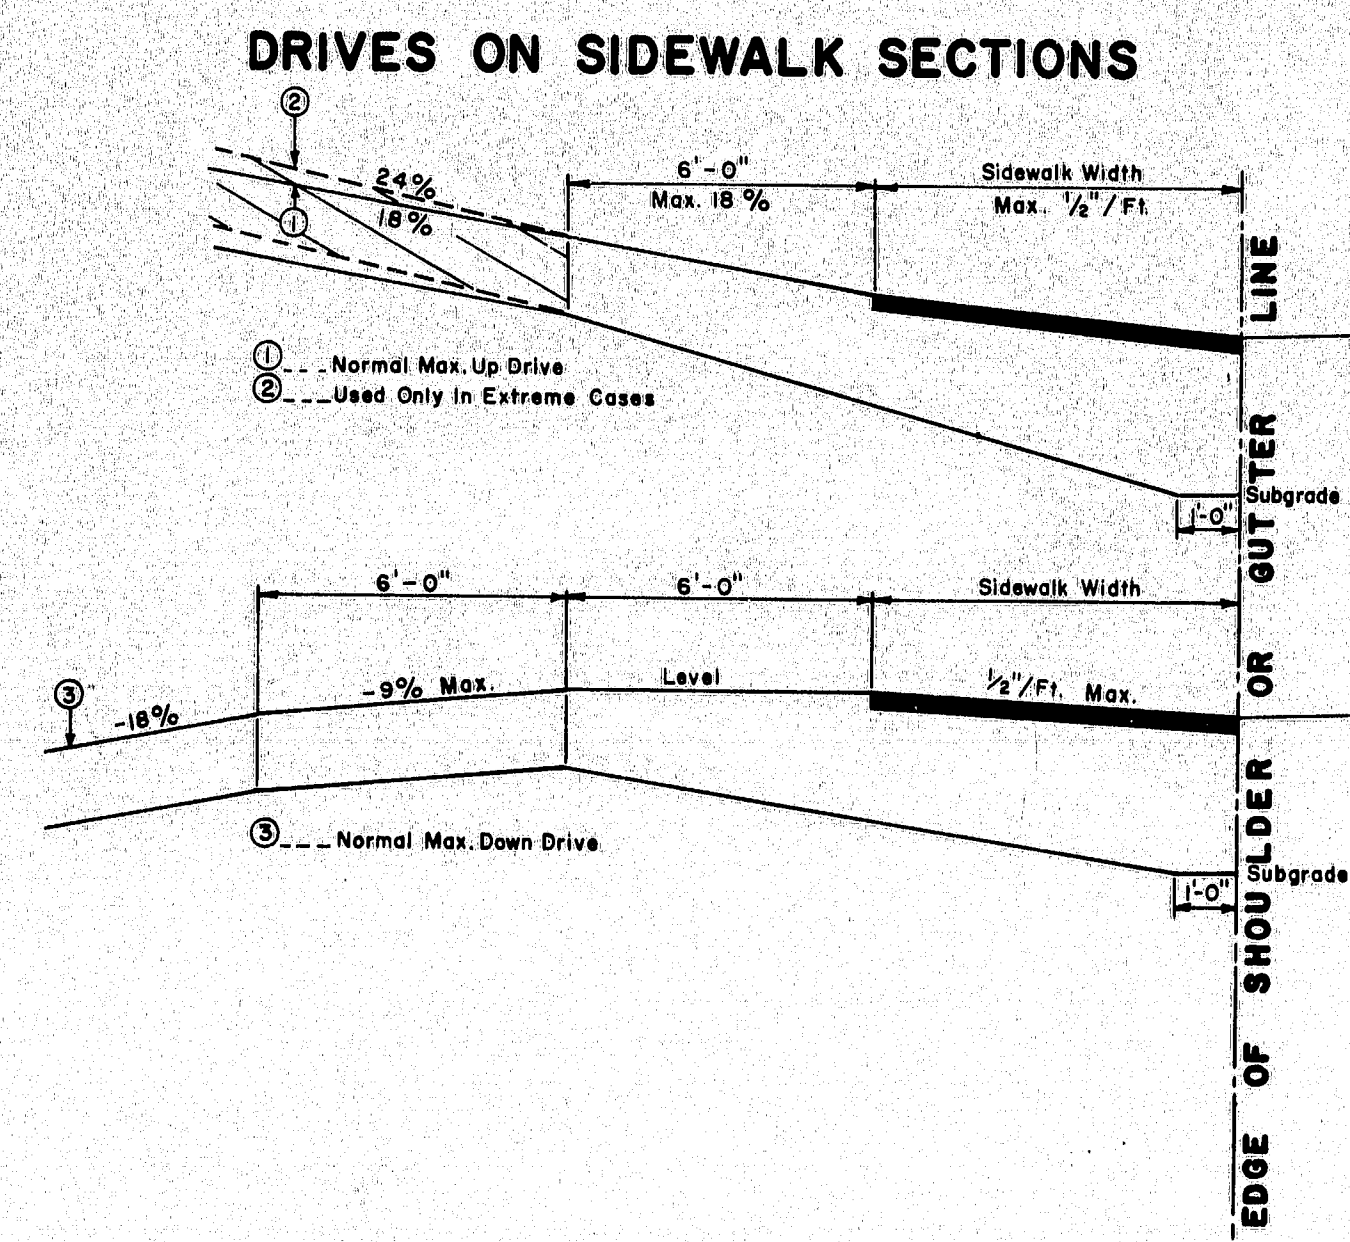 DRIVES ON SIDEWALK SECTIONS
2
24%
18%
1
6'-0"
Max. 18 %
Sidewalk Width
Max. 1/2"/Ft.
1 ---Normal Max. Up Drive
2 ---Used Only In Extreme Cases
Subgrade
1'-0"
6'-0"
6'-0"
Sidewalk Width
3
-18%
-9% Max.
Level
1/2"/Ft. Max.
3 ---Normal Max. Down Drive
Subgrade
1'-0"
EDGE OF SHOULDER OR GUTTER LINE